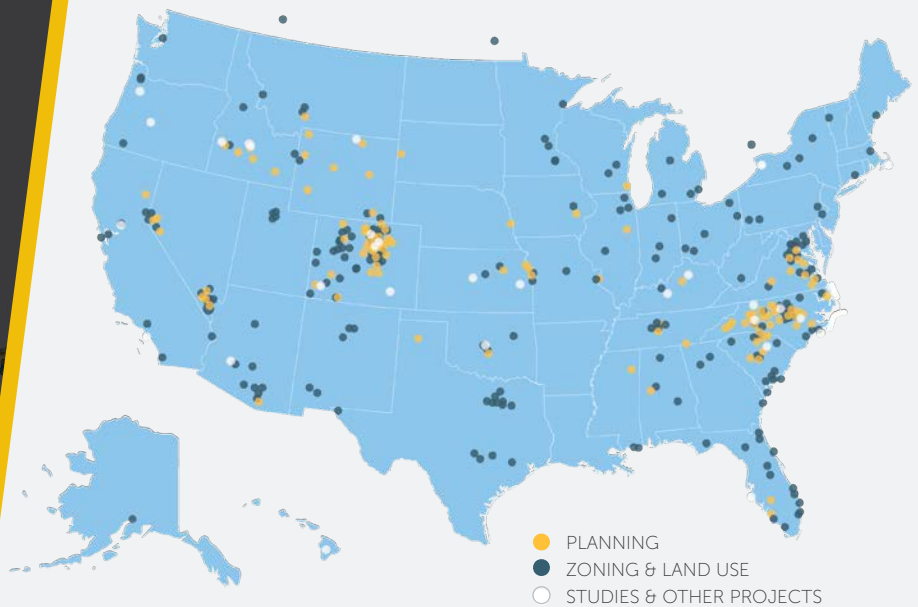 PLANNING
ZONING & LAND USE
STUDIES & OTHER PROJECTS